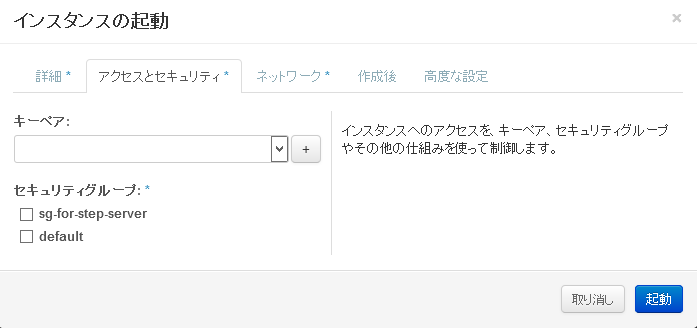 インスタンスの起動
×
詳細 *
アクセスとセキュリティ *
ネットワーク *
作成後
高度な設定
キーペア:
+
セキュリティグループ: *
sg-for-step-server
default
インスタンスへのアクセスを、キーペア、セキュリティグループ
やその他の仕組みを使って制御します。
取り消し
起動